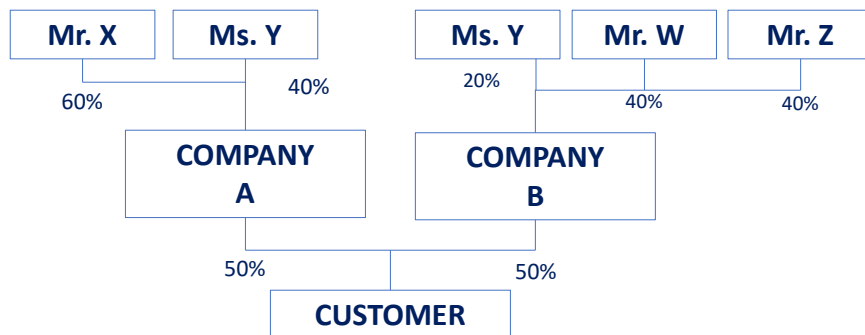 Mr. X
Ms. Y
Ms. Y
Mr. W
Mr. Z
60%
40%
20%
40%
40%
COMPANY
A
COMPANY
B
50%
50%
CUSTOMER